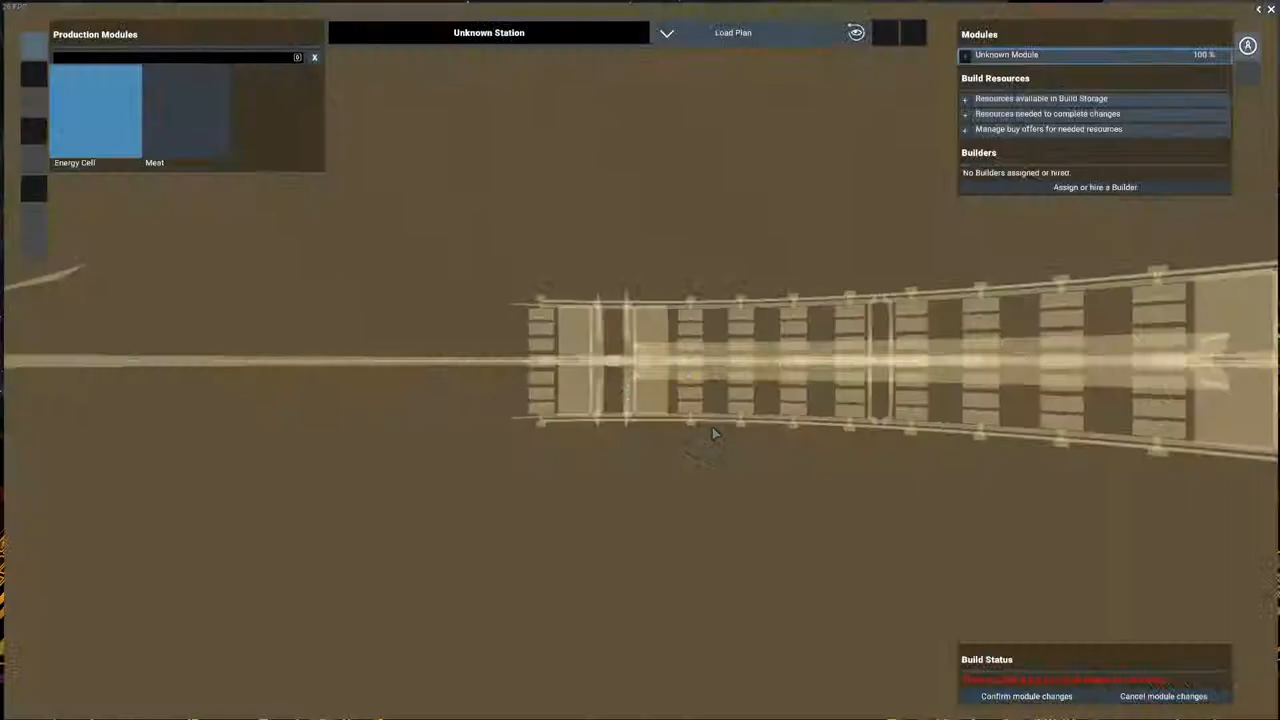 26 FPS
Production Modules
Unknown Station
Load Plan
Modules
X
Unknown Module
100 %
Build Resources
Resources available in Build Storage
Resources needed to complete changes
Manage buy offers for needed resources
Builders
Energy Cell
Meat
No Builders assigned or hired.
Assign or hire a Builder
Build Status
Confirm module changes
Cancel module changes